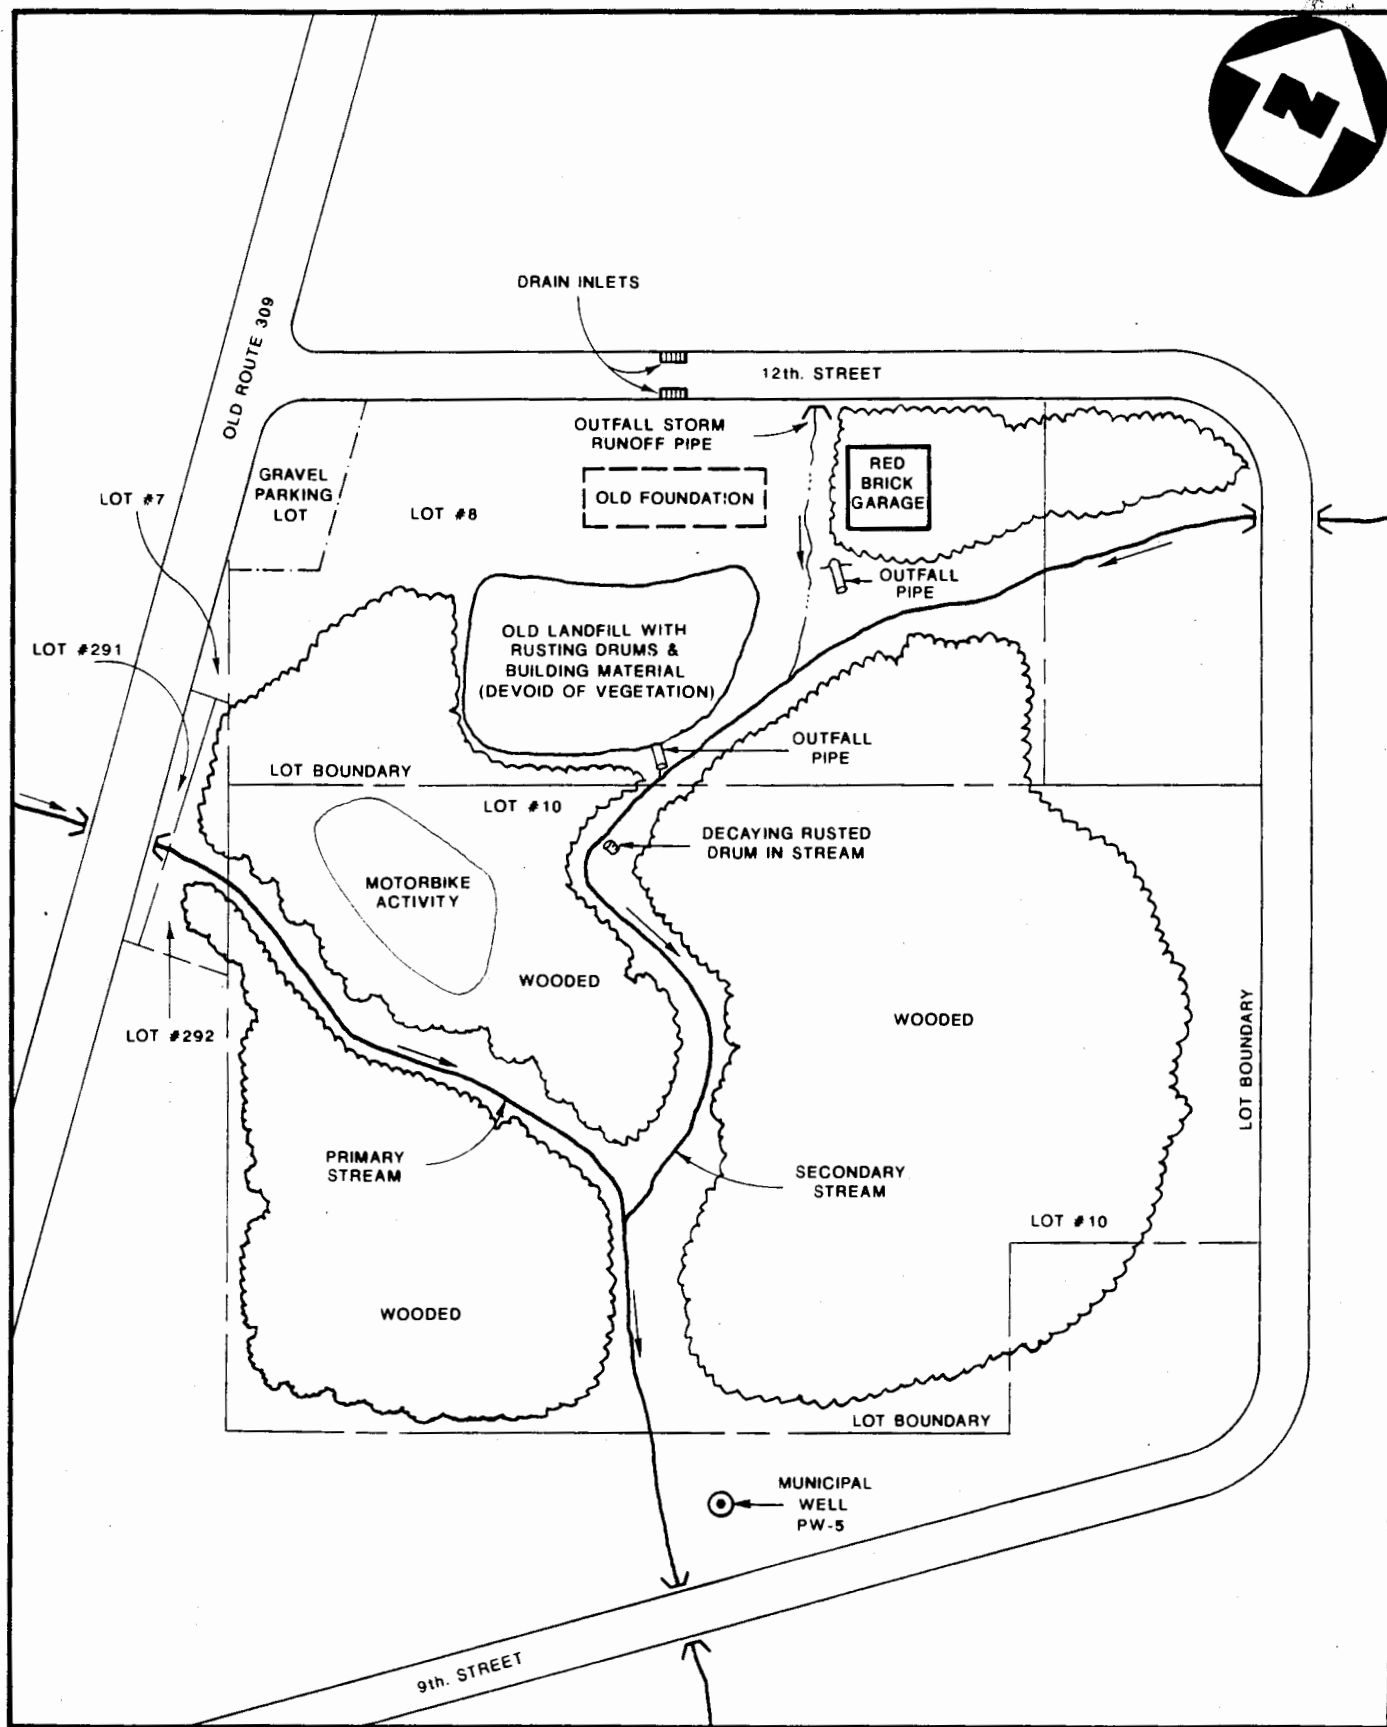 N
DRAIN INLETS
OLD ROUTE 309
12th. STREET
OUTFALL STORM
RUNOFF PIPE
RED
BRICK
GARAGE
GRAVEL
PARKING
LOT
LOT #7
LOT #8
OLD FOUNDATION
OUTFALL
PIPE
OLD LANDFILL WITH
RUSTING DRUMS &
BUILDING MATERIAL
(DEVOID OF VEGETATION)
LOT #291
OUTFALL
PIPE
LOT BOUNDARY
LOT #10
DECAYING RUSTED
DRUM IN STREAM
MOTORBIKE
ACTIVITY
WOODED
WOODED
LOT BOUNDARY
LOT #292
PRIMARY
STREAM
SECONDARY
STREAM
LOT #10
WOODED
LOT BOUNDARY
MUNICIPAL
WELL
PW-5
9th. STREET